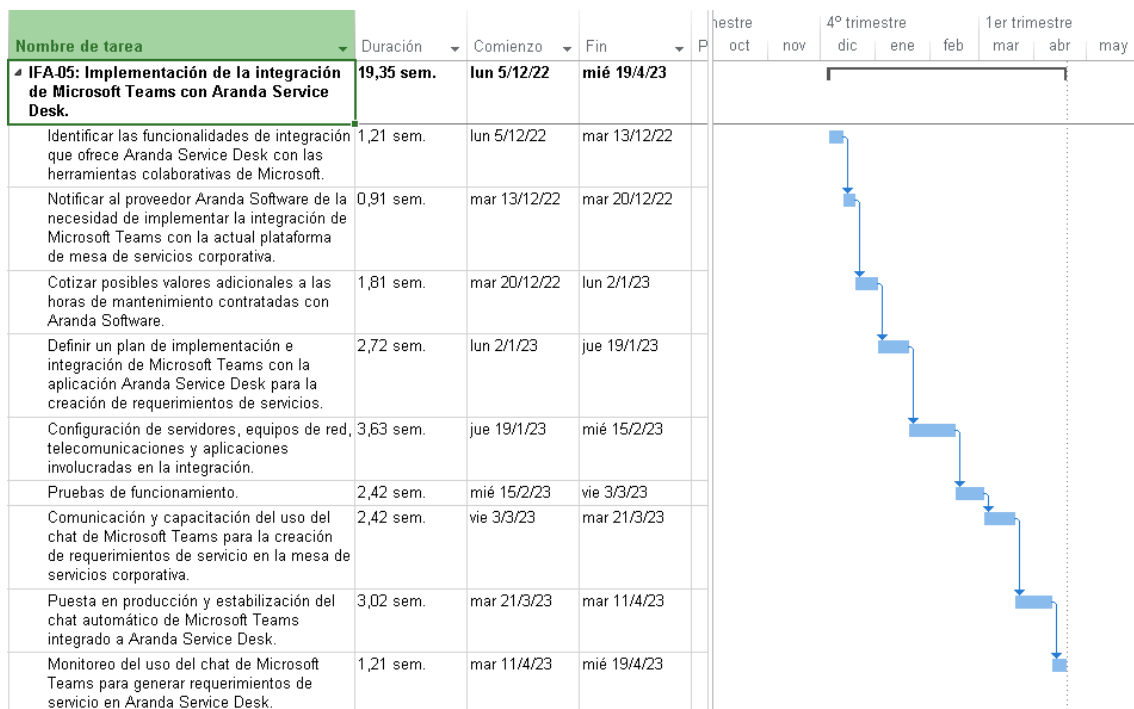 nestre 4º trimestre 1er trimestre
Nombre de tarea Duración Comienzo Fin P oct nov dic ene feb mar abr may
IFA-05: Implementación de la integración 19,35 sem. lun 5/12/22 mié 19/4/23
de Microsoft Teams con Aranda Service
Desk.
Identificar las funcionalidades de integración 1,21 sem. lun 5/12/22 mar 13/12/22
que ofrece Aranda Service Desk con las
herramientas colaborativas de Microsoft.
Notificar al proveedor Aranda Software de la 0,91 sem. mar 13/12/22 mar 20/12/22
necesidad de implementar la integración de
Microsoft Teams con la actual plataforma
de mesa de servicios corporativa.
Cotizar posibles valores adicionales a las 1,81 sem. mar 20/12/22 lun 2/1/23
horas de mantenimiento contratadas con
Aranda Software.
Definir un plan de implementación e 2,72 sem. lun 2/1/23 jue 19/1/23
integración de Microsoft Teams con la
aplicación Aranda Service Desk para la
creación de requerimientos de servicios.
Configuración de servidores, equipos de red, 3,63 sem. jue 19/1/23 mié 15/2/23
telecomunicaciones y aplicaciones
involucradas en la integración.
Pruebas de funcionamiento. 2,42 sem. mié 15/2/23 vie 3/3/23
Comunicación y capacitación del uso del 2,42 sem. vie 3/3/23 mar 21/3/23
chat de Microsoft Teams para la creación
de requerimientos de servicio en la mesa de
servicios corporativa.
Puesta en producción y estabilización del 3,02 sem. mar 21/3/23 mar 11/4/23
chat automático de Microsoft Teams
integrado a Aranda Service Desk.
Monitoreo del uso del chat de Microsoft 1,21 sem. mar 11/4/23 mié 19/4/23
Teams para generar requerimientos de
servicio en Aranda Service Desk.